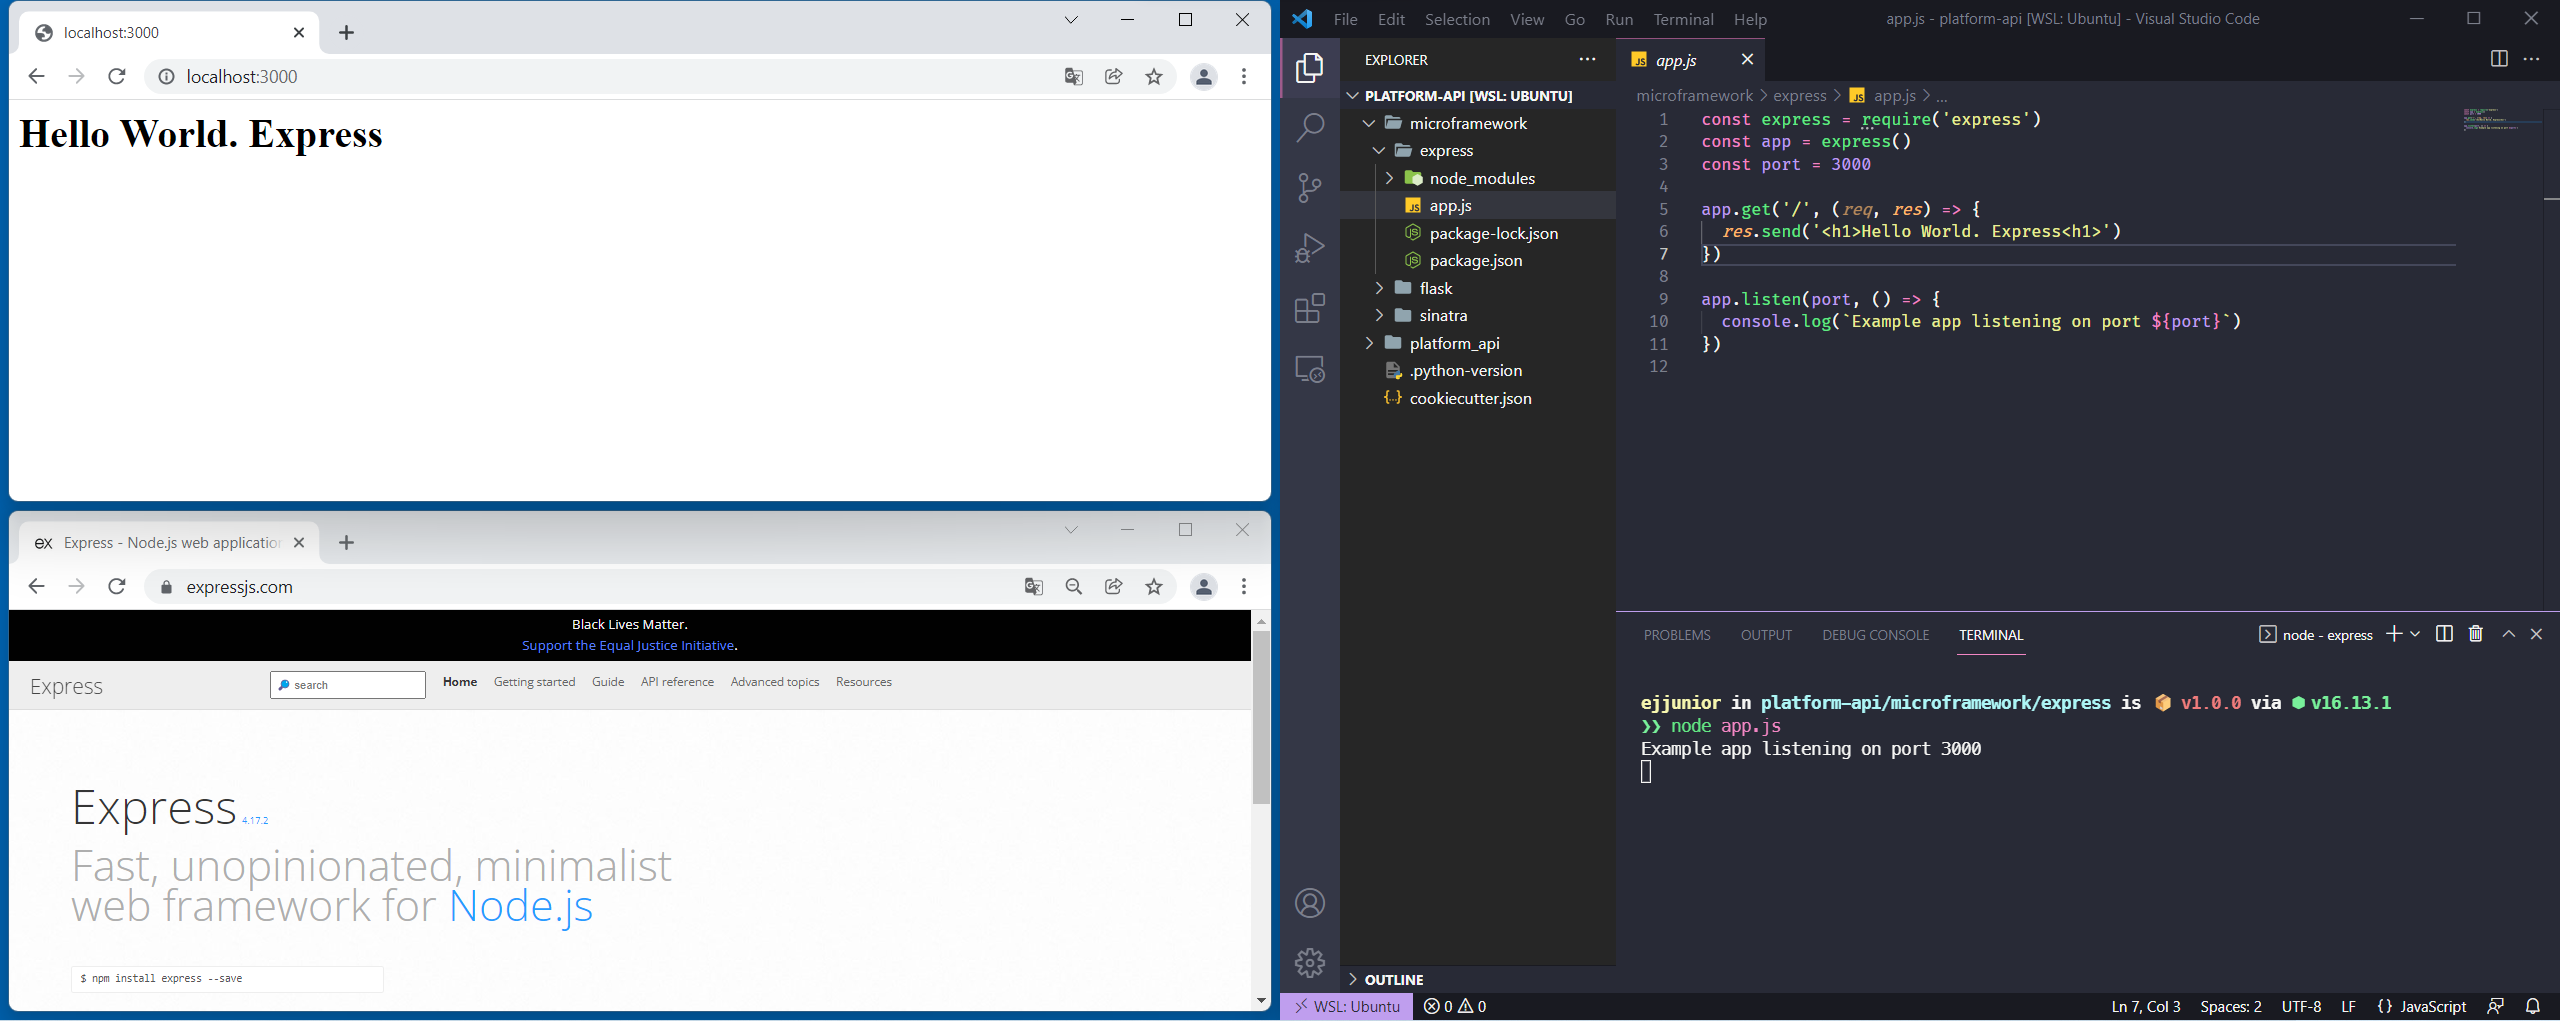 localhost:3000
localhost:3000
Hello World. Express
Express - Node.js web application
expressjs.com
Black Lives Matter.
Support the Equal Justice Initiative.
Express
search
Home Getting started Guide API reference Advanced topics Resources
Express 4.17.2
Fast, unopinionated, minimalist
web framework for Node.js
$ npm install express --save
File Edit Selection View Go Run Terminal Help
app.js - platform-api [WSL: Ubuntu] - Visual Studio Code
EXPLORER
PLATFORM-API [WSL: UBUNTU]
microframework
express
node_modules
app.js
package-lock.json
package.json
flask
sinatra
platform_api
.python-version
cookiecutter.json
OUTLINE
app.js
microframework > express > app.js > ...
1 const express = require('express')
2 const app = express()
3 const port = 3000
4
5 app.get('/', (req, res) => {
6 res.send('<h1>Hello World. Express<h1>')
7 })
8
9 app.listen(port, () => {
10 console.log(`Example app listening on port ${port}`)
11 })
12
PROBLEMS OUTPUT DEBUG CONSOLE TERMINAL
node - express
ejjunior in platform-api/microframework/express is 📦 v1.0.0 via ⬢ v16.13.1
❯❯ node app.js
Example app listening on port 3000
WSL: Ubuntu 0 0
Ln 7, Col 3 Spaces: 2 UTF-8 LF {} JavaScript